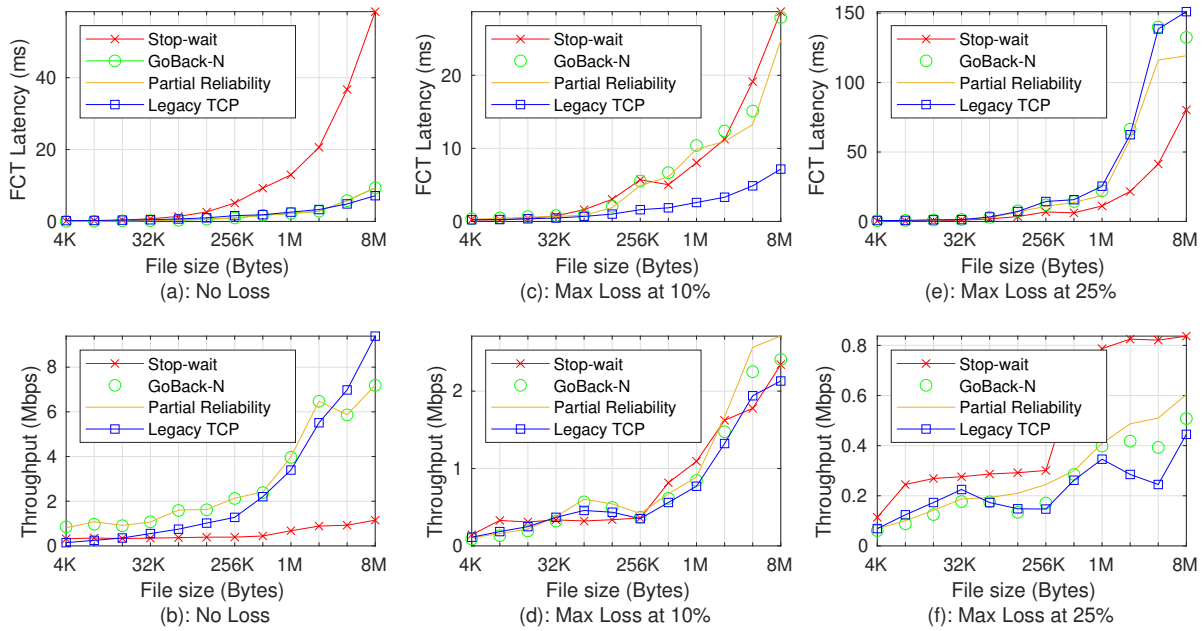 FCT Latency (ms)
60
40
20
0
Stop-wait
GoBack-N
Partial Reliability
Legacy TCP
4K 32K 256K 1M 8M
File size (Bytes)
(a): No Loss
FCT Latency (ms)
20
10
0
Stop-wait
GoBack-N
Partial Reliability
Legacy TCP
4K 32K 256K 1M 8M
File size (Bytes)
(c): Max Loss at 10%
FCT Latency (ms)
150
100
50
0
Stop-wait
GoBack-N
Partial Reliability
Legacy TCP
4K 32K 256K 1M 8M
File size (Bytes)
(e): Max Loss at 25%
Throughput (Mbps)
8
6
4
2
0
Stop-wait
GoBack-N
Partial Reliability
Legacy TCP
4K 32K 256K 1M 8M
File size (Bytes)
(b): No Loss
Throughput (Mbps)
2
1
0
Stop-wait
GoBack-N
Partial Reliability
Legacy TCP
4K 32K 256K 1M 8M
File size (Bytes)
(d): Max Loss at 10%
Throughput (Mbps)
0.8
0.6
0.4
0.2
0
Stop-wait
GoBack-N
Partial Reliability
Legacy TCP
4K 32K 256K 1M 8M
File size (Bytes)
(f): Max Loss at 25%